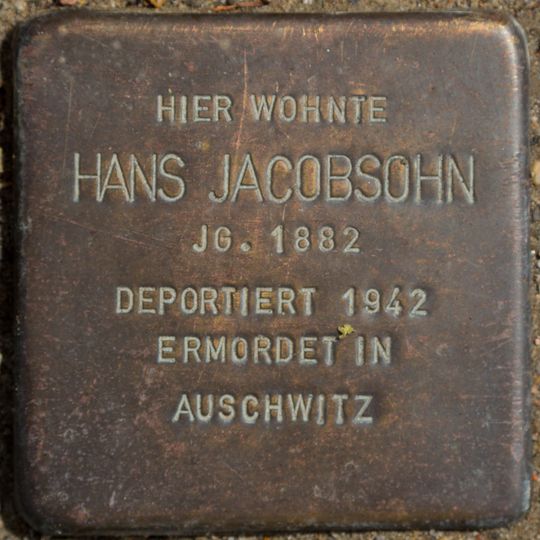 HIER WOHNTE
HANS JACOBSOHN
JG. 1882
DEPORTIERT 1942
ERMORDET IN
AUSCHWITZ